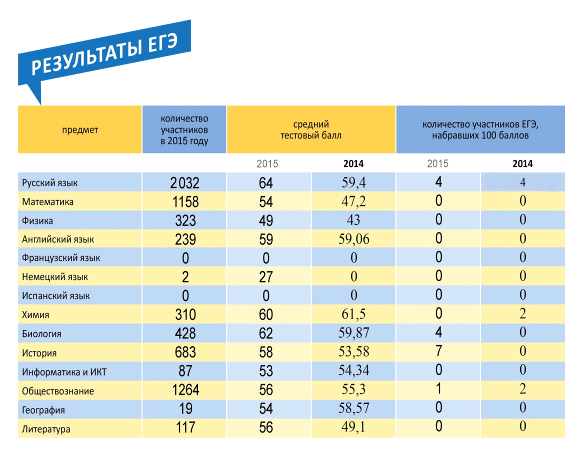 РЕЗУЛЬТАТЫ ЕГЭ
предмет
количество участников в 2015 году
средний тестовый балл
количество участников ЕГЭ, набравших 100 баллов
2015 2014 2015 2014
Русский язык 2032 64 59,4 4 4
Математика 1158 54 47,2 0 0
Физика 323 49 43 0 0
Английский язык 239 59 59,06 0 0
Французский язык 0 0 0 0 0
Немецкий язык 2 27 0 0 0
Испанский язык 0 0 0 0 0
Химия 310 60 61,5 0 2
Биология 428 62 59,87 4 0
История 683 58 53,58 7 0
Информатика и ИКТ 87 53 54,34 0 0
Обществознание 1264 56 55,3 1 2
География 19 54 58,57 0 0
Литература 117 56 49,1 0 0